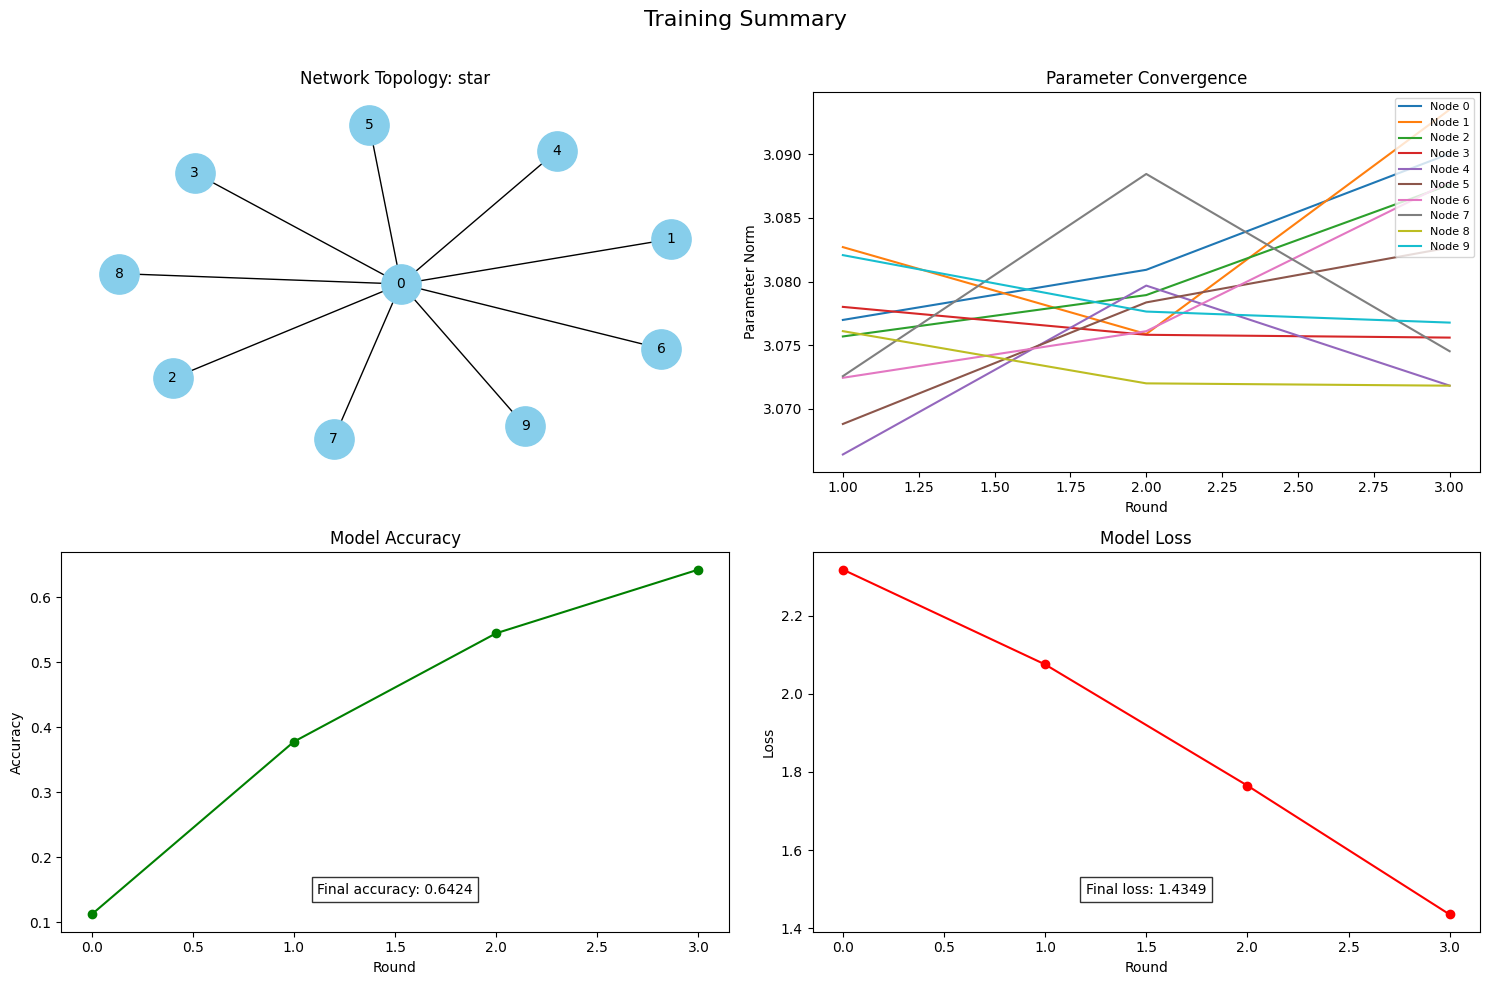 Training Summary
Network Topology: star
5
4
3
1
8
0
6
2
9
7
Parameter Convergence
Node 0
Node 1
Node 2
Node 3
Node 4
Node 5
Node 6
Node 7
Node 8
Node 9
3.090
3.085
3.080
3.075
3.070
Parameter Norm
1.00 1.25 1.50 1.75 2.00 2.25 2.50 2.75 3.00
Round
Model Accuracy
0.6
0.5
0.4
0.3
0.2
0.1
Accuracy
Final accuracy: 0.6424
0.0 0.5 1.0 1.5 2.0 2.5 3.0
Round
Model Loss
2.2
2.0
1.8
1.6
1.4
Loss
Final loss: 1.4349
0.0 0.5 1.0 1.5 2.0 2.5 3.0
Round